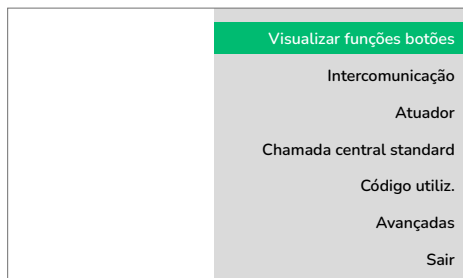 Visualizar funções botões
Intercomunicação
Atuador
Chamada central standard
Código utiliz.
Avançadas
Sair